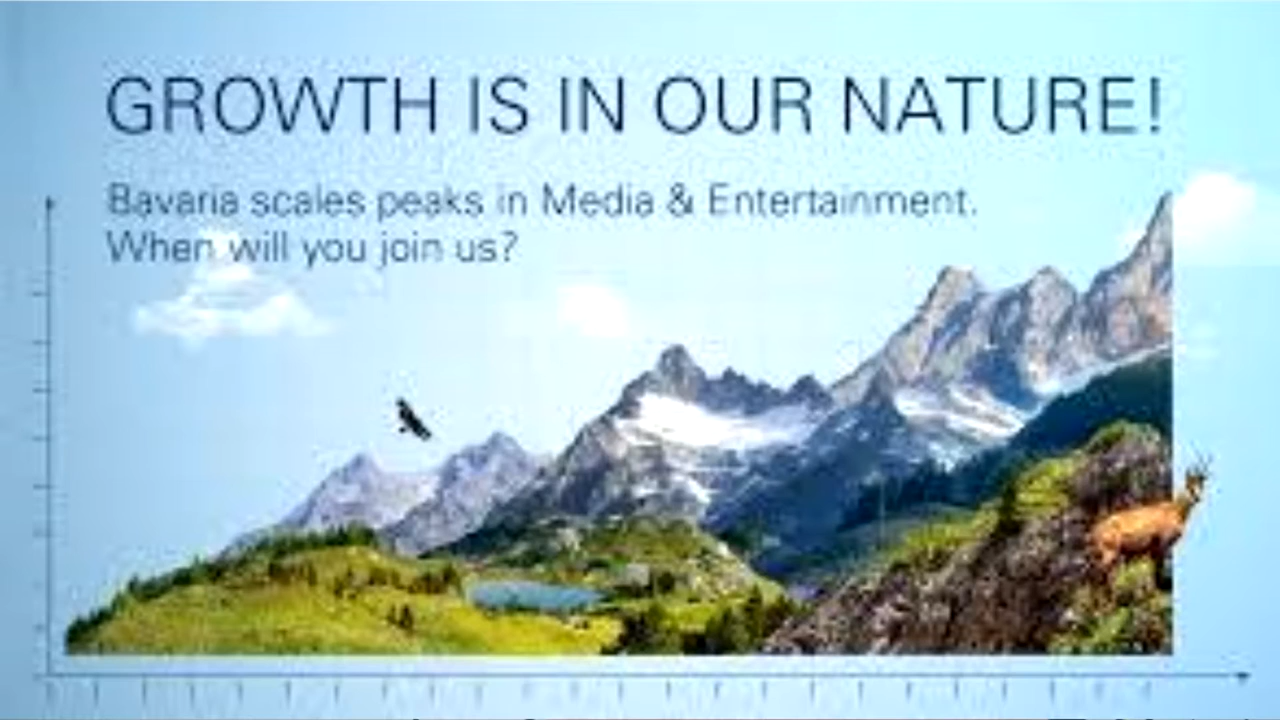 GROWTH IS IN OUR NATURE!
Bavaria scales peaks in Media & Entertainment.
When will you join us?